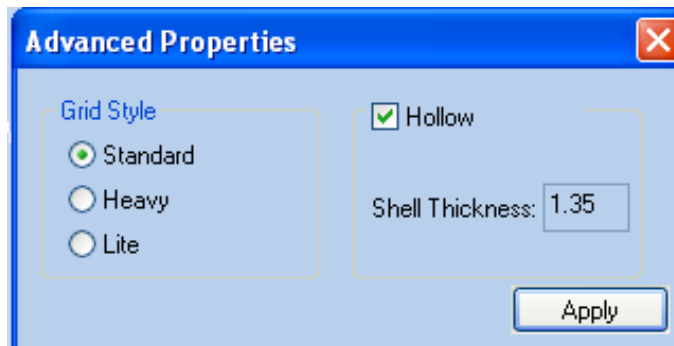 Advanced Properties
Grid Style
Standard
Heavy
Lite
Hollow
Shell Thickness: 1.35
Apply